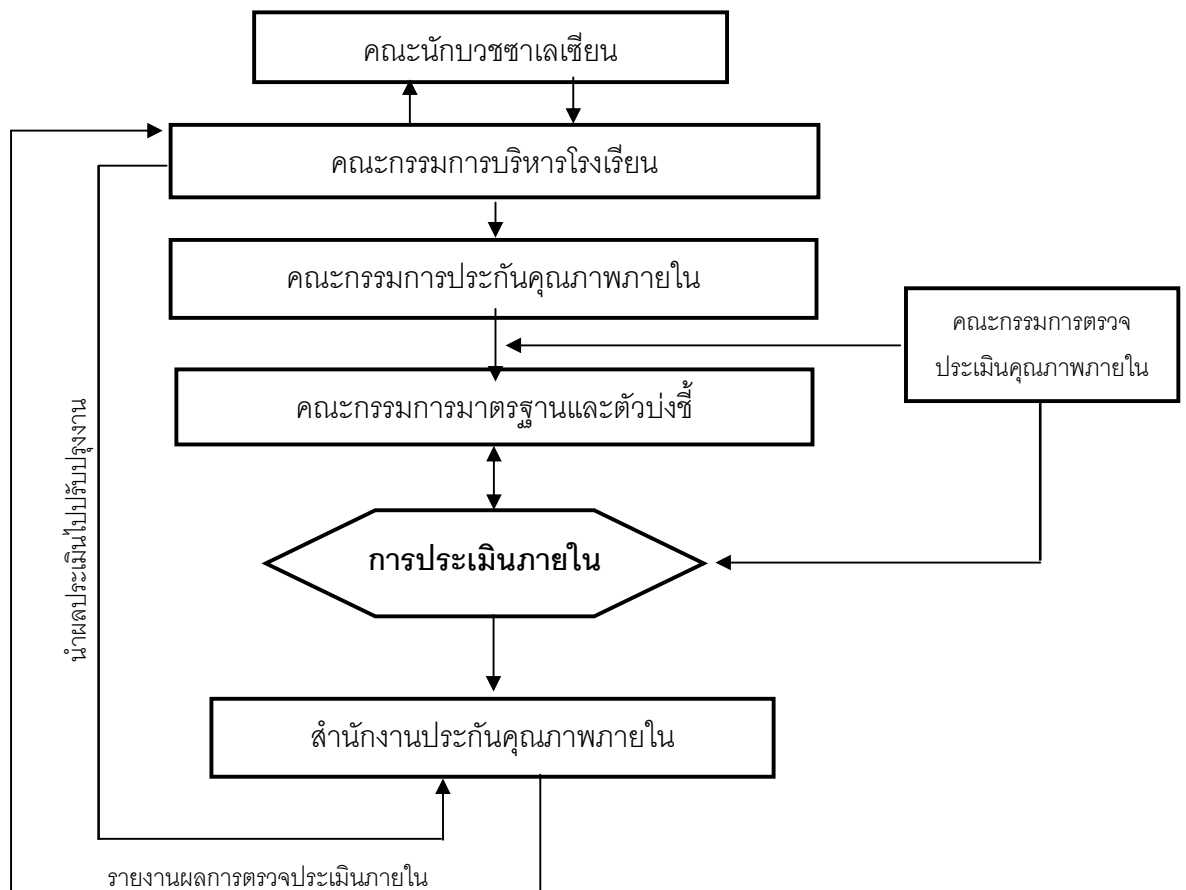 คณะนักบวชซาเลเซียน
คณะกรรมการบริหารโรงเรียน
คณะกรรมการประกันคุณภาพภายใน
คณะกรรมการตรวจ
ประเมินคุณภาพภายใน
คณะกรรมการมาตรฐานและตัวบ่งชี้
นำผลประเมินไปปรับปรุงงาน
การประเมินภายใน
สำนักงานประกันคุณภาพภายใน
รายงานผลการตรวจประเมินภายใน